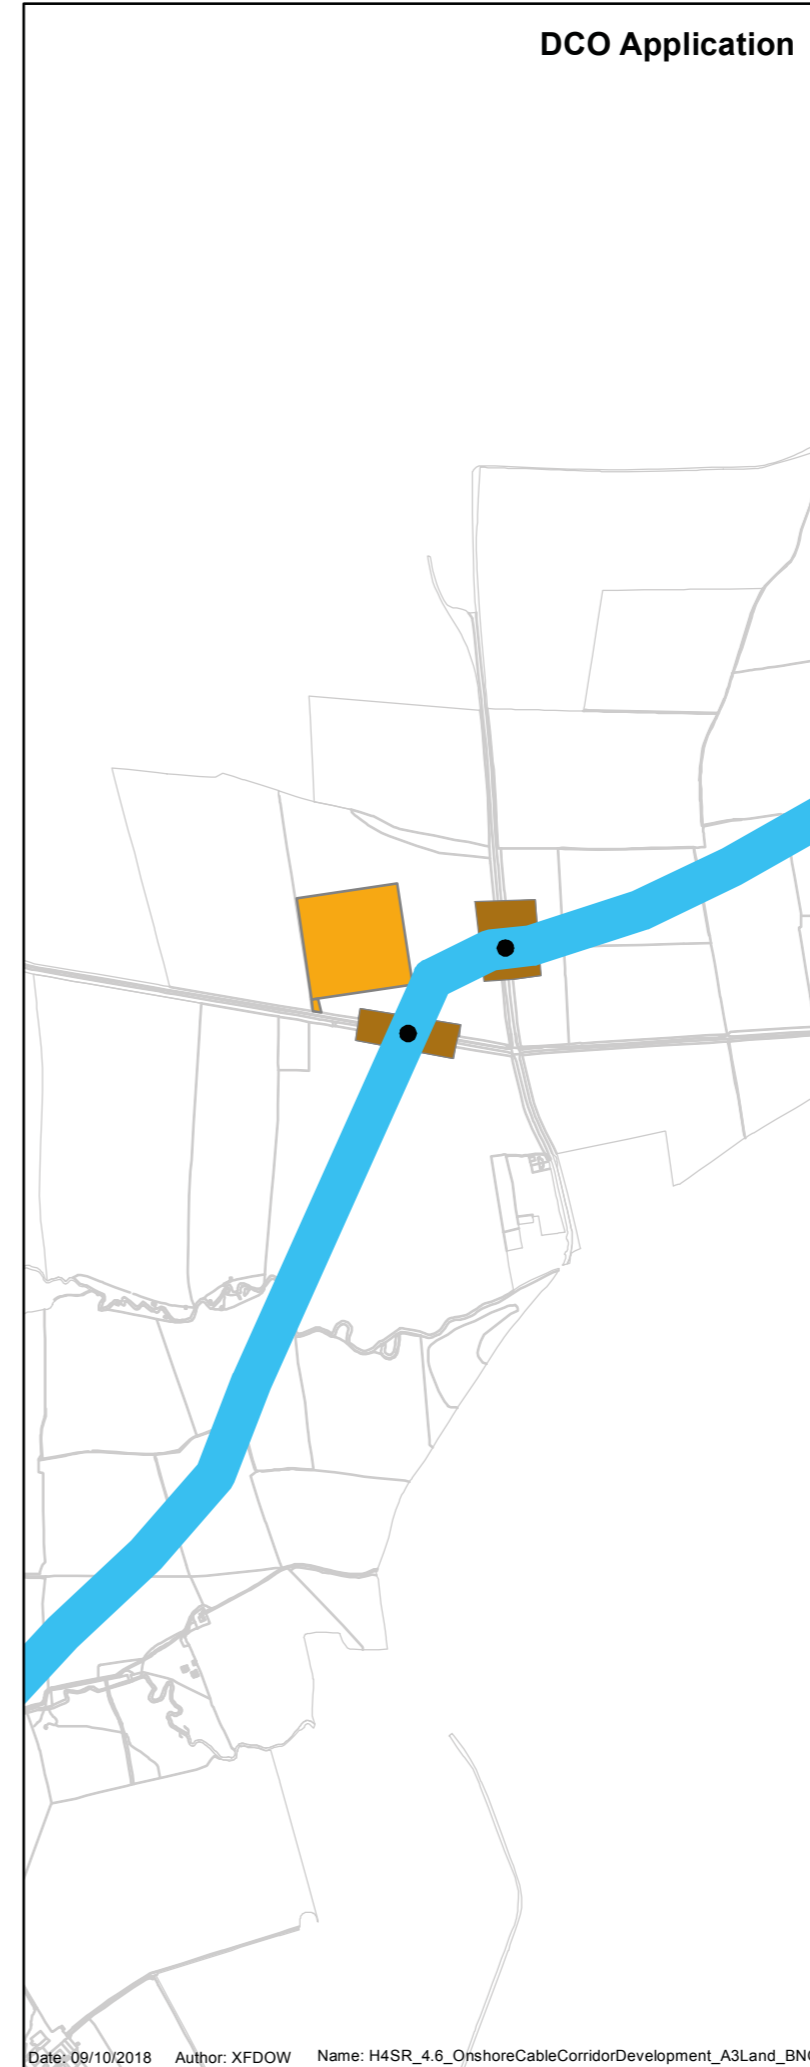 DCO Application
Date: 09/10/2018 Author: XFDOW Name: H4SR_4.6_OnshoreCableCorridorDevelopment_A3Land_BN